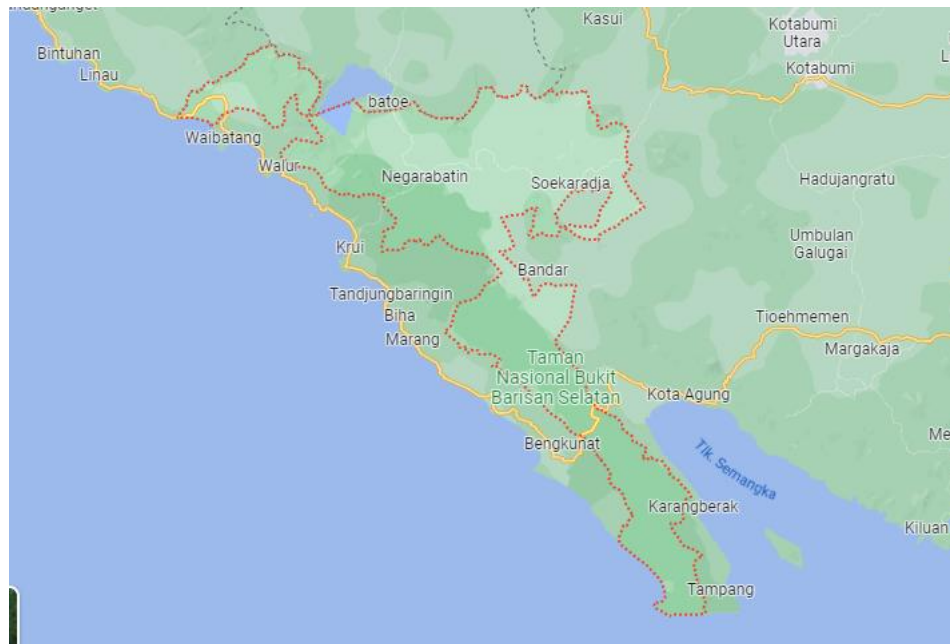 Kasui
Kotabumi
Utara
Bintuhan
Linau
Kotabumi
batoe
Waibatang
Walur
Negarabatin
Soekaradja
Hadujangratu
Krui
Umbulan
Galugai
Bandar
Tandjungbaringin
Biha
Marang
Tioehmemen
Margakaja
Taman
Nasional Bukit
Barisan Selatan
Kota Agung
Bengkunat
Tlk. Semangka
Karangberak
Kiluan
Tampang